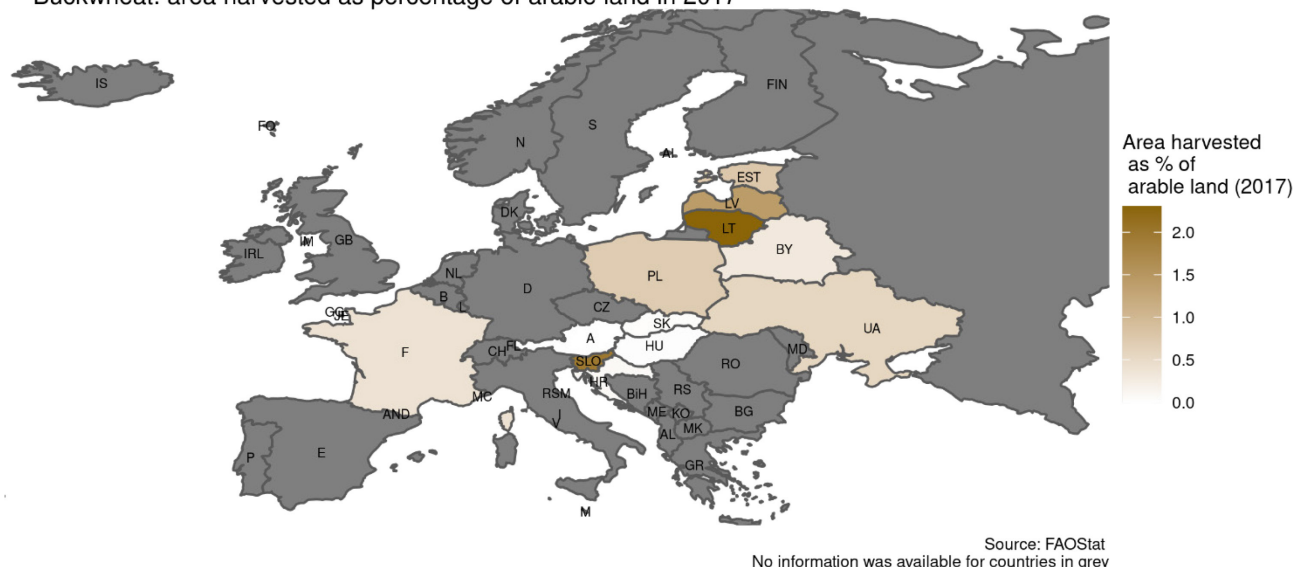 Buckwheat: area harvested as percentage of arable land in 2017
IS
FIN
FO
S
N
AL
Area harvested
as % of
arable land (2017)
EST
LV
DK
LT
2.0
IM
GB
IRL
BY
NL
PL
1.5
D
B
L
CZ
1.0
GG
JE
SK
UA
A
HU
F
CH
FL
MD
0.5
SLO
RO
HR
MC
RSM
BiH
RS
0.0
I
ME
KO
BG
AND
V
MK
AL
P
E
GR
M
Source: FAOStat
No information was available for countries in grey